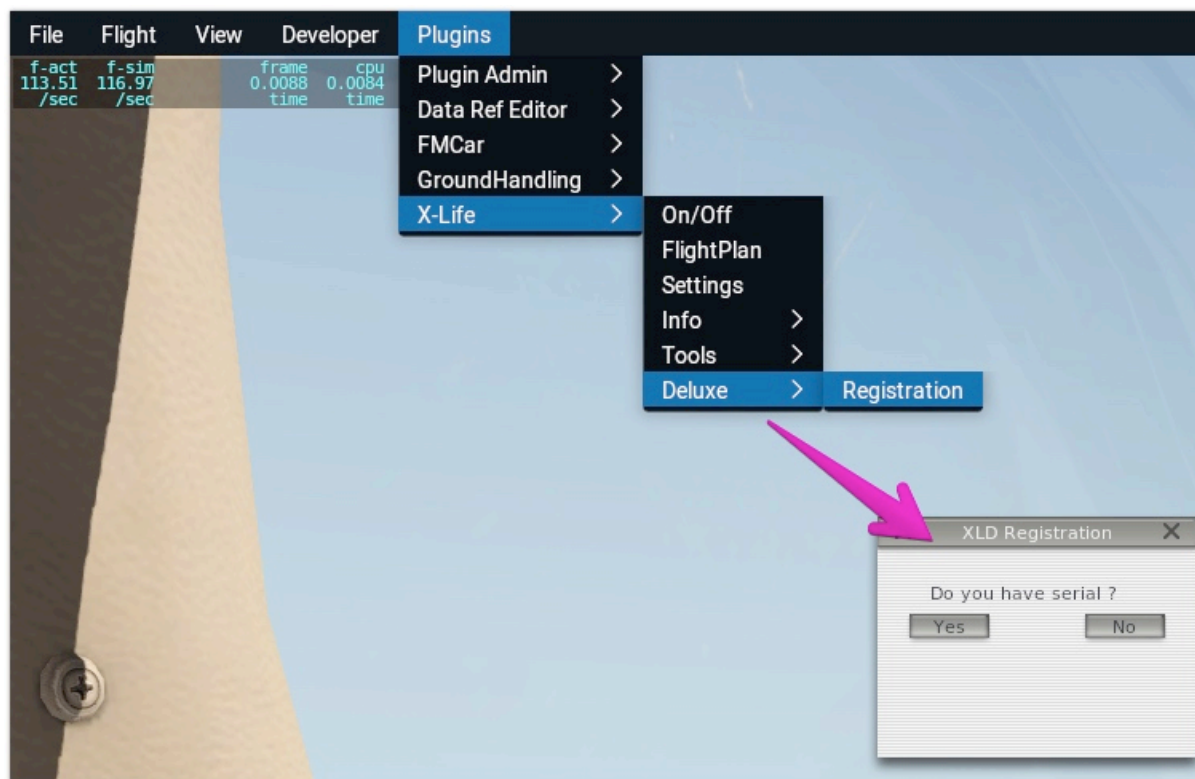 File Flight View Developer Plugins
f-act f-sim frame cpu
113.51 116.97 0.0088 0.0084
/sec /sec time time
Plugin Admin
Data Ref Editor
FMCar
GroundHandling
X-Life
On/Off
FlightPlan
Settings
Info
Tools
Deluxe
Registration
XLD Registration
Do you have serial ?
Yes No